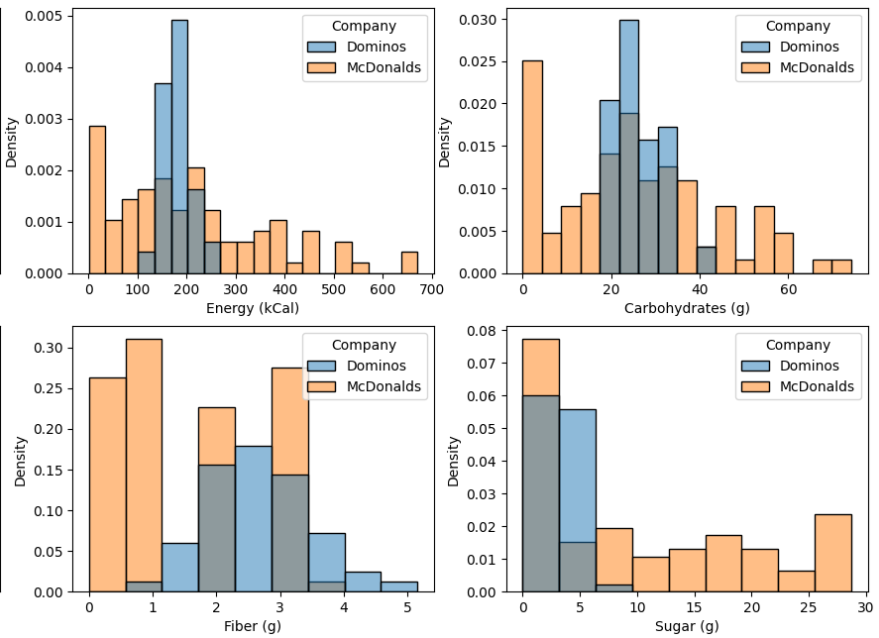 0.005
0.004
0.003
0.002
0.001
0.000
Density
0 100 200 300 400 500 600 700
Energy (kCal)
Company
Dominos
McDonalds
0.030
0.025
0.020
0.015
0.010
0.005
0.000
Density
0 20 40 60
Carbohydrates (g)
Company
Dominos
McDonalds
0.30
0.25
0.20
0.15
0.10
0.05
0.00
Density
0 1 2 3 4 5
Fiber (g)
Company
Dominos
McDonalds
0.08
0.07
0.06
0.05
0.04
0.03
0.02
0.01
0.00
Density
0 5 10 15 20 25 30
Sugar (g)
Company
Dominos
McDonalds